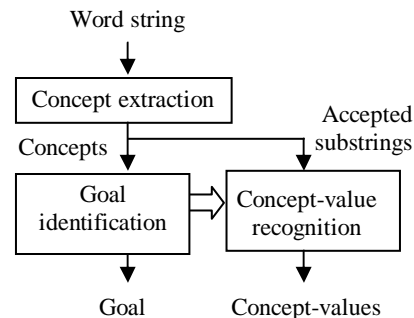 Word string
Concept extraction
Concepts
Accepted
substrings
Goal
identification
Concept-value
recognition
Goal
Concept-values